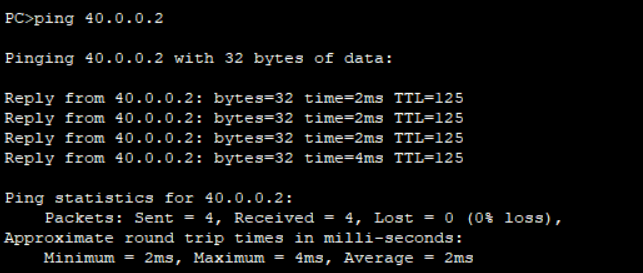 PC>ping 40.0.0.2
Pinging 40.0.0.2 with 32 bytes of data:
Reply from 40.0.0.2: bytes=32 time=2ms TTL=125
Reply from 40.0.0.2: bytes=32 time=2ms TTL=125
Reply from 40.0.0.2: bytes=32 time=2ms TTL=125
Reply from 40.0.0.2: bytes=32 time=4ms TTL=125
Ping statistics for 40.0.0.2:
    Packets: Sent = 4, Received = 4, Lost = 0 (0% loss),
Approximate round trip times in milli-seconds:
    Minimum = 2ms, Maximum = 4ms, Average = 2ms